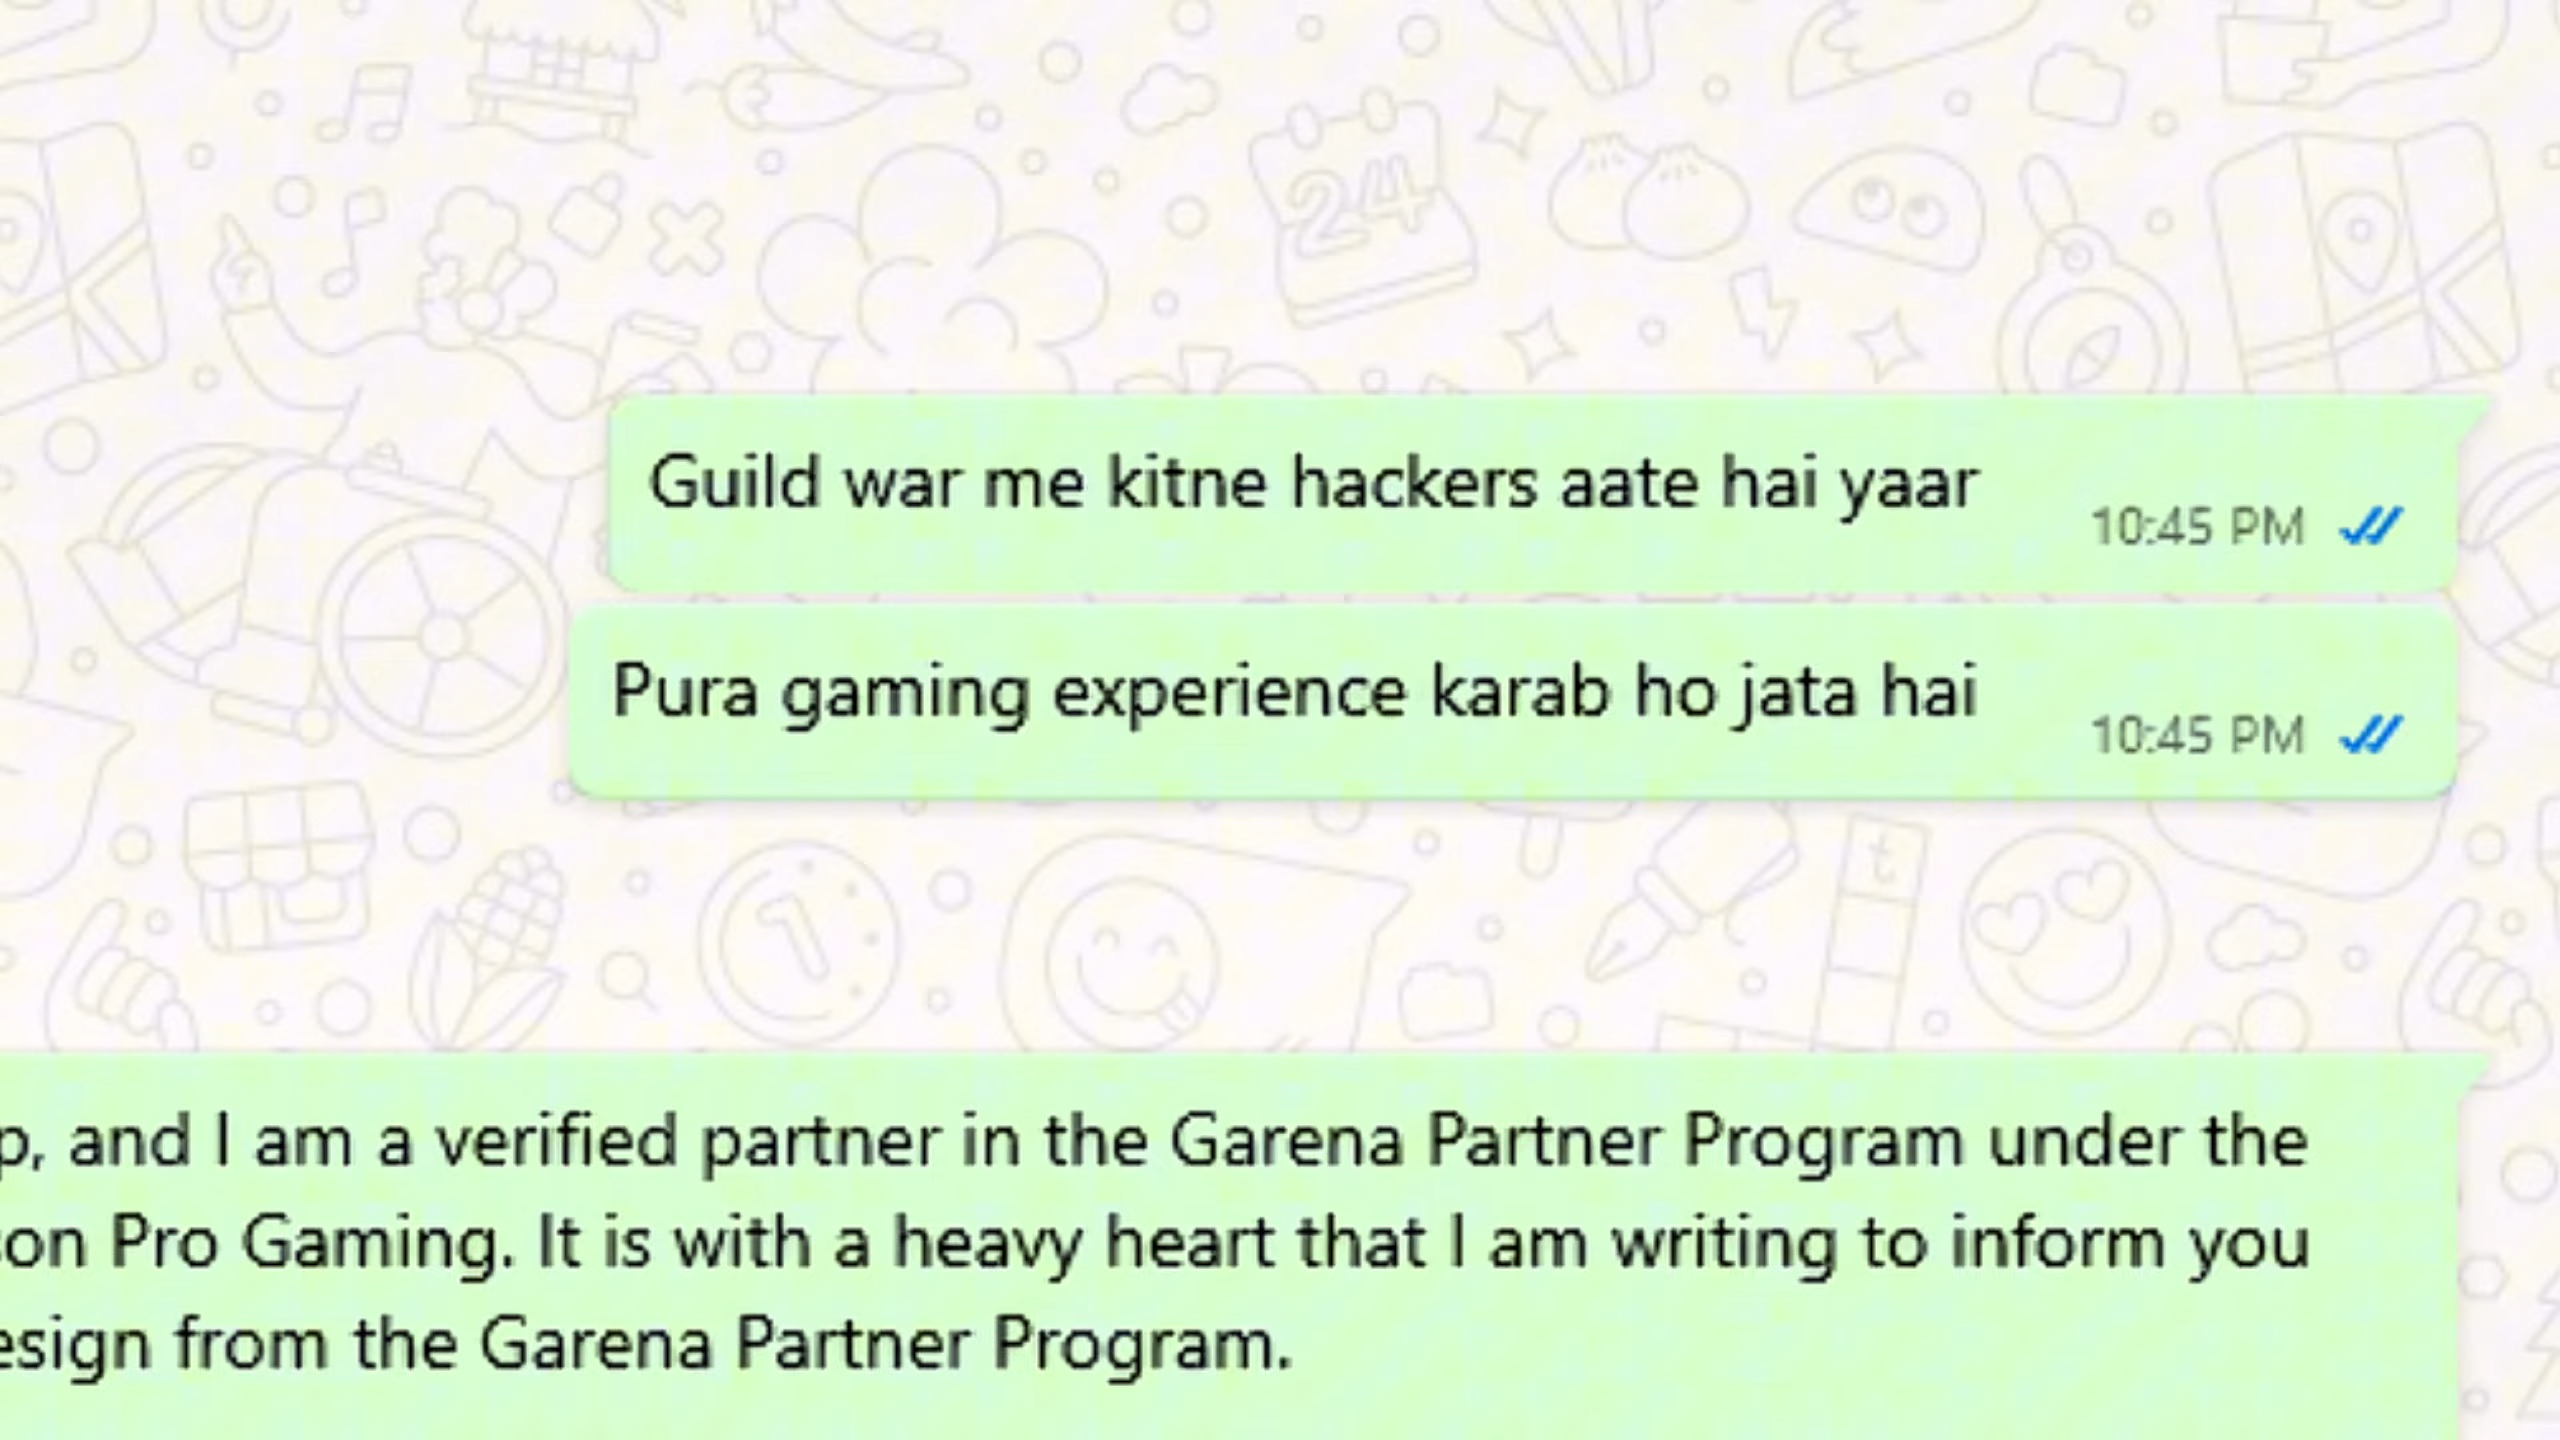 Guild war me kitne hackers aate hai yaar
10:45 PM
Pura gaming experience karab ho jata hai
10:45 PM
p, and I am a verified partner in the Garena Partner Program under the
son Pro Gaming. It is with a heavy heart that I am writing to inform you
esign from the Garena Partner Program.
24
t